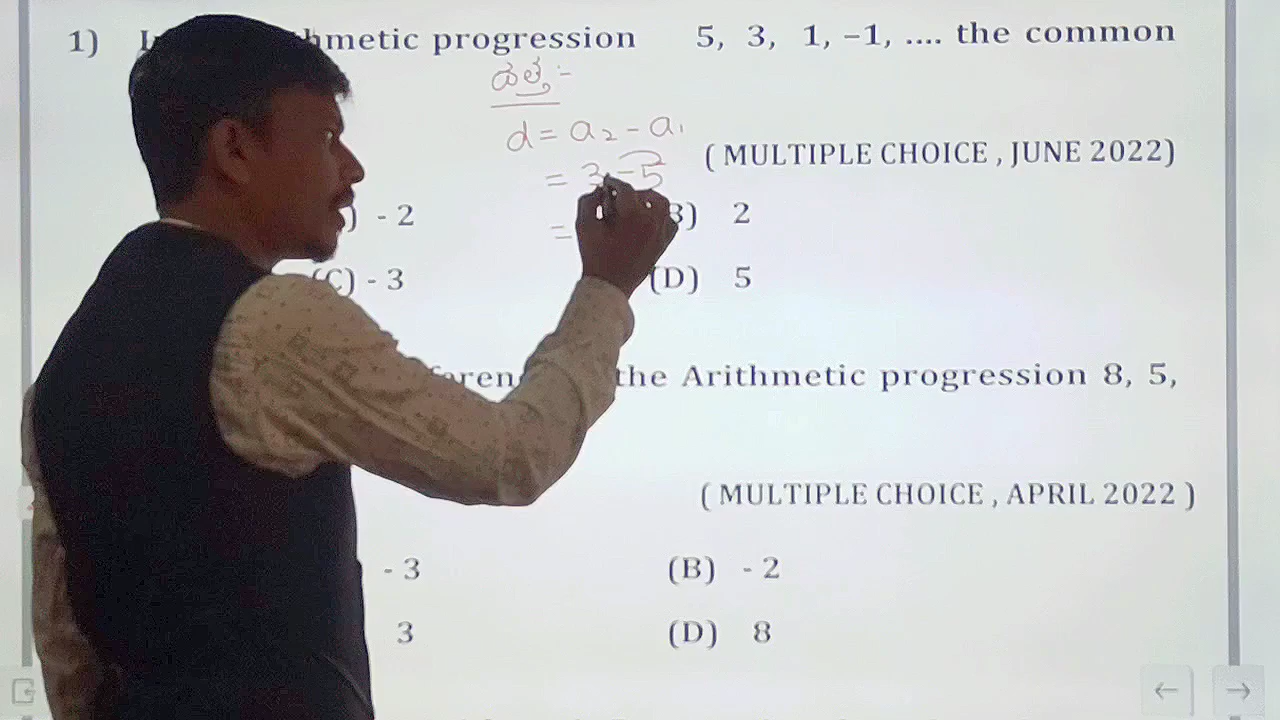 1) hmetic progression 5, 3, 1, –1, .... the common
ಪಲ್ಲ :-
d = a₂ - a₁
( MULTIPLE CHOICE , JUNE 2022)
= 3 - 5
) - 2 B) 2
=
(C) - 3 (D) 5
the Arithmetic progression 8, 5,
( MULTIPLE CHOICE , APRIL 2022 )
- 3 (B) - 2
3 (D) 8